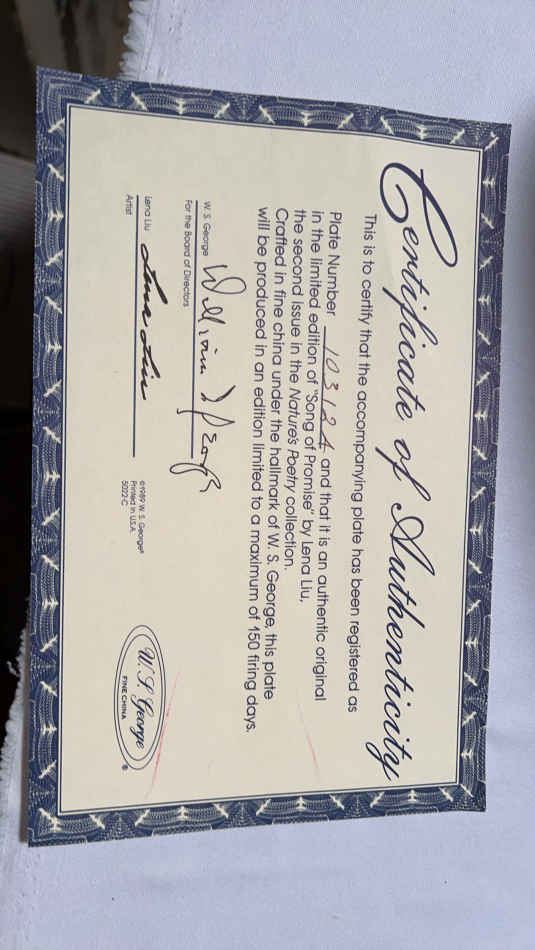 Certificate of Authenticity
This is to certify that the accompanying plate has been registered as
Plate Number 10312A and that it is an authentic original
in the limited edition of "Song of Promise" by Lena Liu,
the second issue in the Nature's Poetry collection.
Crafted in fine china under the hallmark of W. S. George, this plate
will be produced in an edition limited to a maximum of 150 firing days.
William S George
W. S. George
For the Board of Directors
Lena Liu
Lena Liu
Artist
©1989 W. S. George®
Printed in U.S.A.
5022-C
W. S. George
FINE CHINA
®